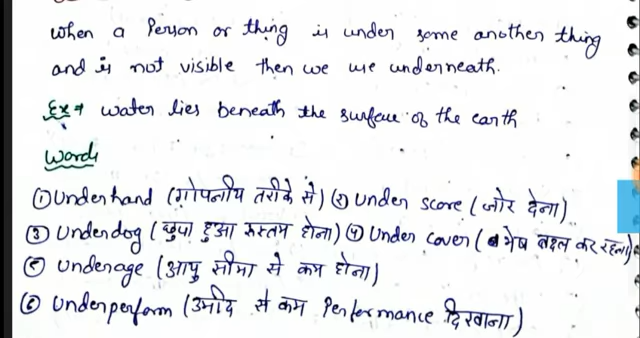 when a Person or thing is under some another thing
and is not visible then we use underneath.
Ex → water lies beneath the surface of the earth
Words
① Underhand (गोपनीय तरीके से) ② Under score (जोर देना)
③ Underdog (छुपा हुआ रुस्तम होना) ④ Under cover (भेष बदल कर रहना)
⑤ Underage (आयु सीमा से कम होना)
⑥ Underperform (उमीद से कम Performance दिखाना)